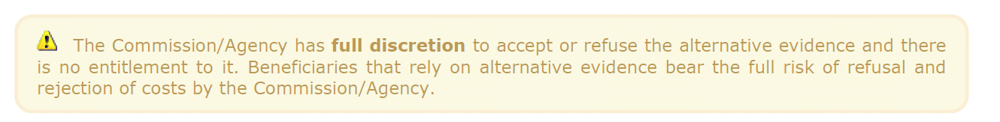 The Commission/Agency has full discretion to accept or refuse the alternative evidence and there
is no entitlement to it. Beneficiaries that rely on alternative evidence bear the full risk of refusal and
rejection of costs by the Commission/Agency.